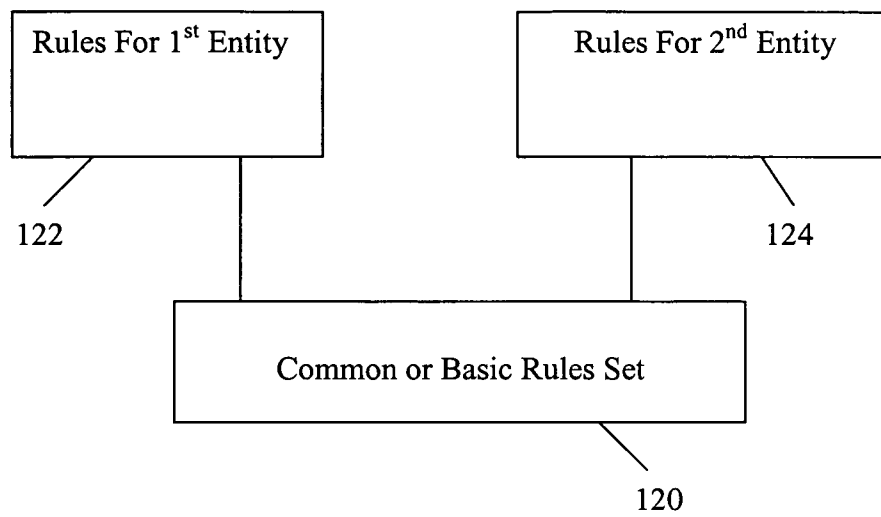 Rules For 1st Entity
Rules For 2nd Entity
122
124
Common or Basic Rules Set
120